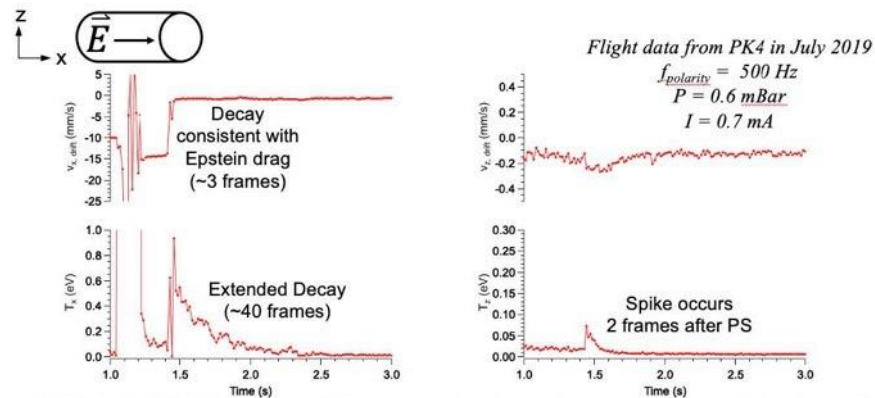 Z
X
E
Flight data from PK4 in July 2019
f_polarity = 500 Hz
P = 0.6 mBar
I = 0.7 mA
v_x, drift (mm/s)
5
0
-5
-10
-15
-20
-25
Decay
consistent with
Epstein drag
(~3 frames)
v_z, drift (mm/s)
0.4
0.2
0.0
-0.2
-0.4
T_x (eV)
1.0
0.8
0.6
0.4
0.2
0.0
Extended Decay
(~40 frames)
1.0 1.5 2.0 2.5 3.0
Time (s)
T_z (eV)
0.30
0.25
0.20
0.15
0.10
0.05
0.00
Spike occurs
2 frames after PS
1.0 1.5 2.0 2.5 3.0
Time (s)